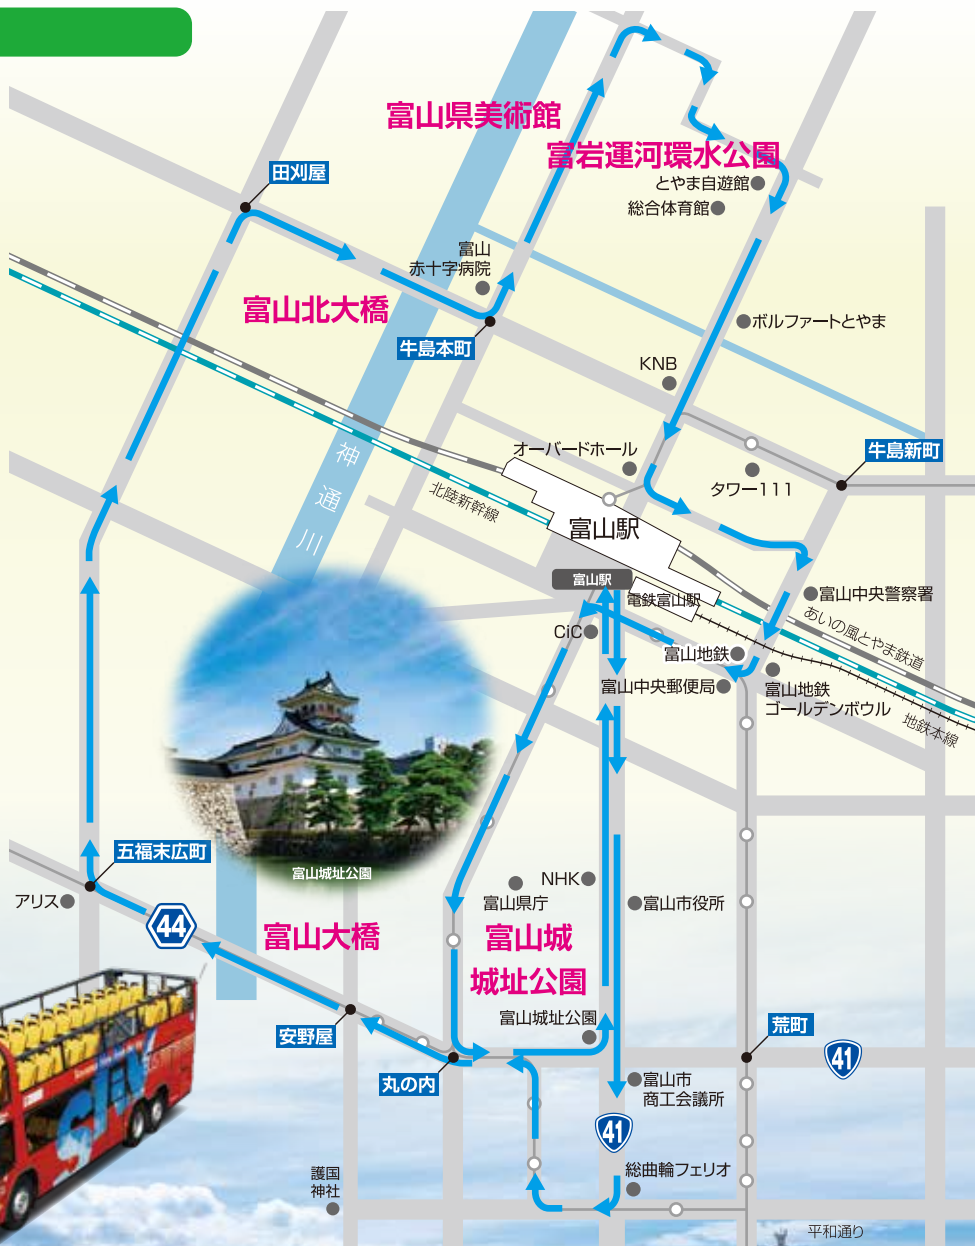 富山県美術館
富岩運河環水公園
田刈屋
とやま自遊館
総合体育館
富山
赤十字病院
富山北大橋
牛島本町
ボルファートとやま
KNB
オーバードホール
牛島新町
タワー111
神通川
北陸新幹線
富山駅
富山駅
電鉄富山駅
富山中央警察署
あいの風とやま鉄道
CiC
富山地鉄
富山中央郵便局
富山地鉄
ゴールデンボウル
地鉄本線
五福末広町
富山城址公園
アリス
44
NHK
富山県庁
富山市役所
富山大橋
富山城
城址公園
富山城址公園
安野屋
荒町
丸の内
41
富山市
商工会議所
41
総曲輪フェリオ
護国
神社
平和通り